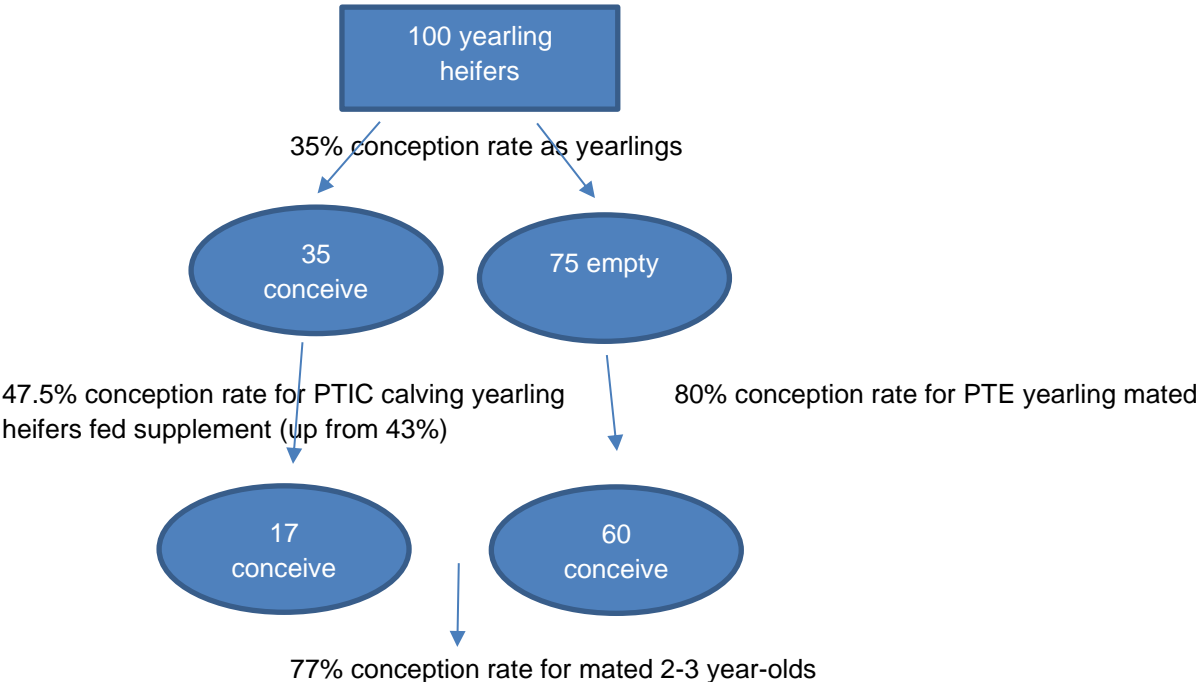 100 yearling
heifers
35% conception rate as yearlings
35
conceive
75 empty
47.5% conception rate for PTIC calving yearling
heifers fed supplement (up from 43%)
80% conception rate for PTE yearling mated
17
conceive
60
conceive
77% conception rate for mated 2-3 year-olds